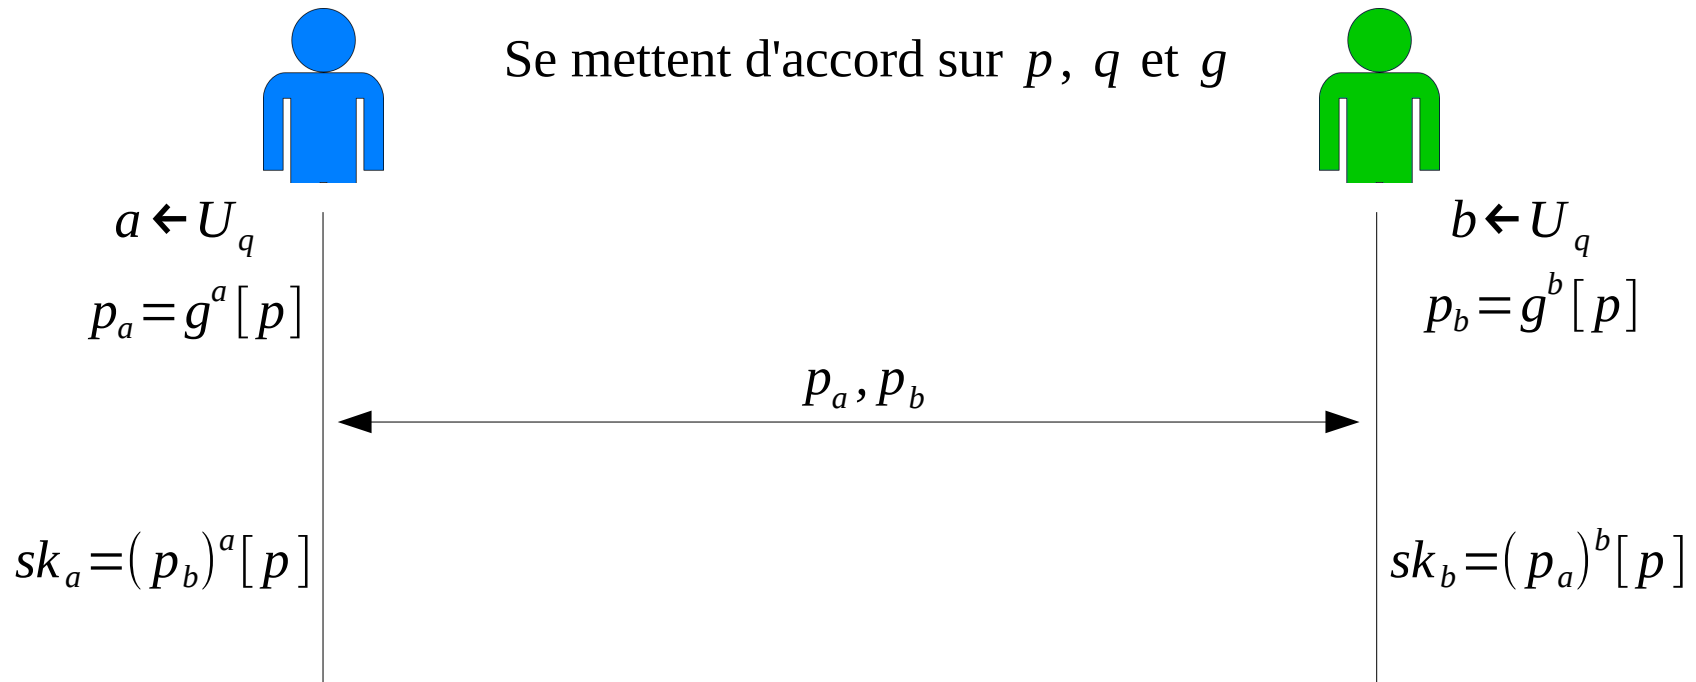 Se mettent d'accord sur p, q et g
a ← U_q
b ← U_q
p_a = g^a [p]
p_b = g^b [p]
p_a, p_b
sk_a = (p_b)^a [p]
sk_b = (p_a)^b [p]